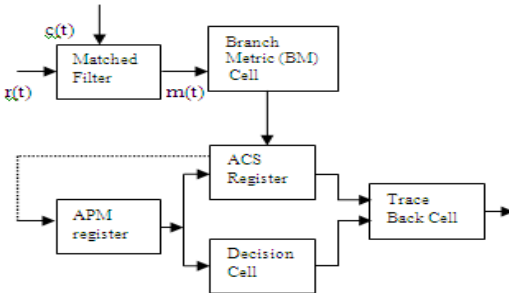 c(t)
Matched
Filter
r(t)
m(t)
Branch
Metric (BM)
Cell
ACS
Register
APM
register
Decision
Cell
Trace
Back Cell